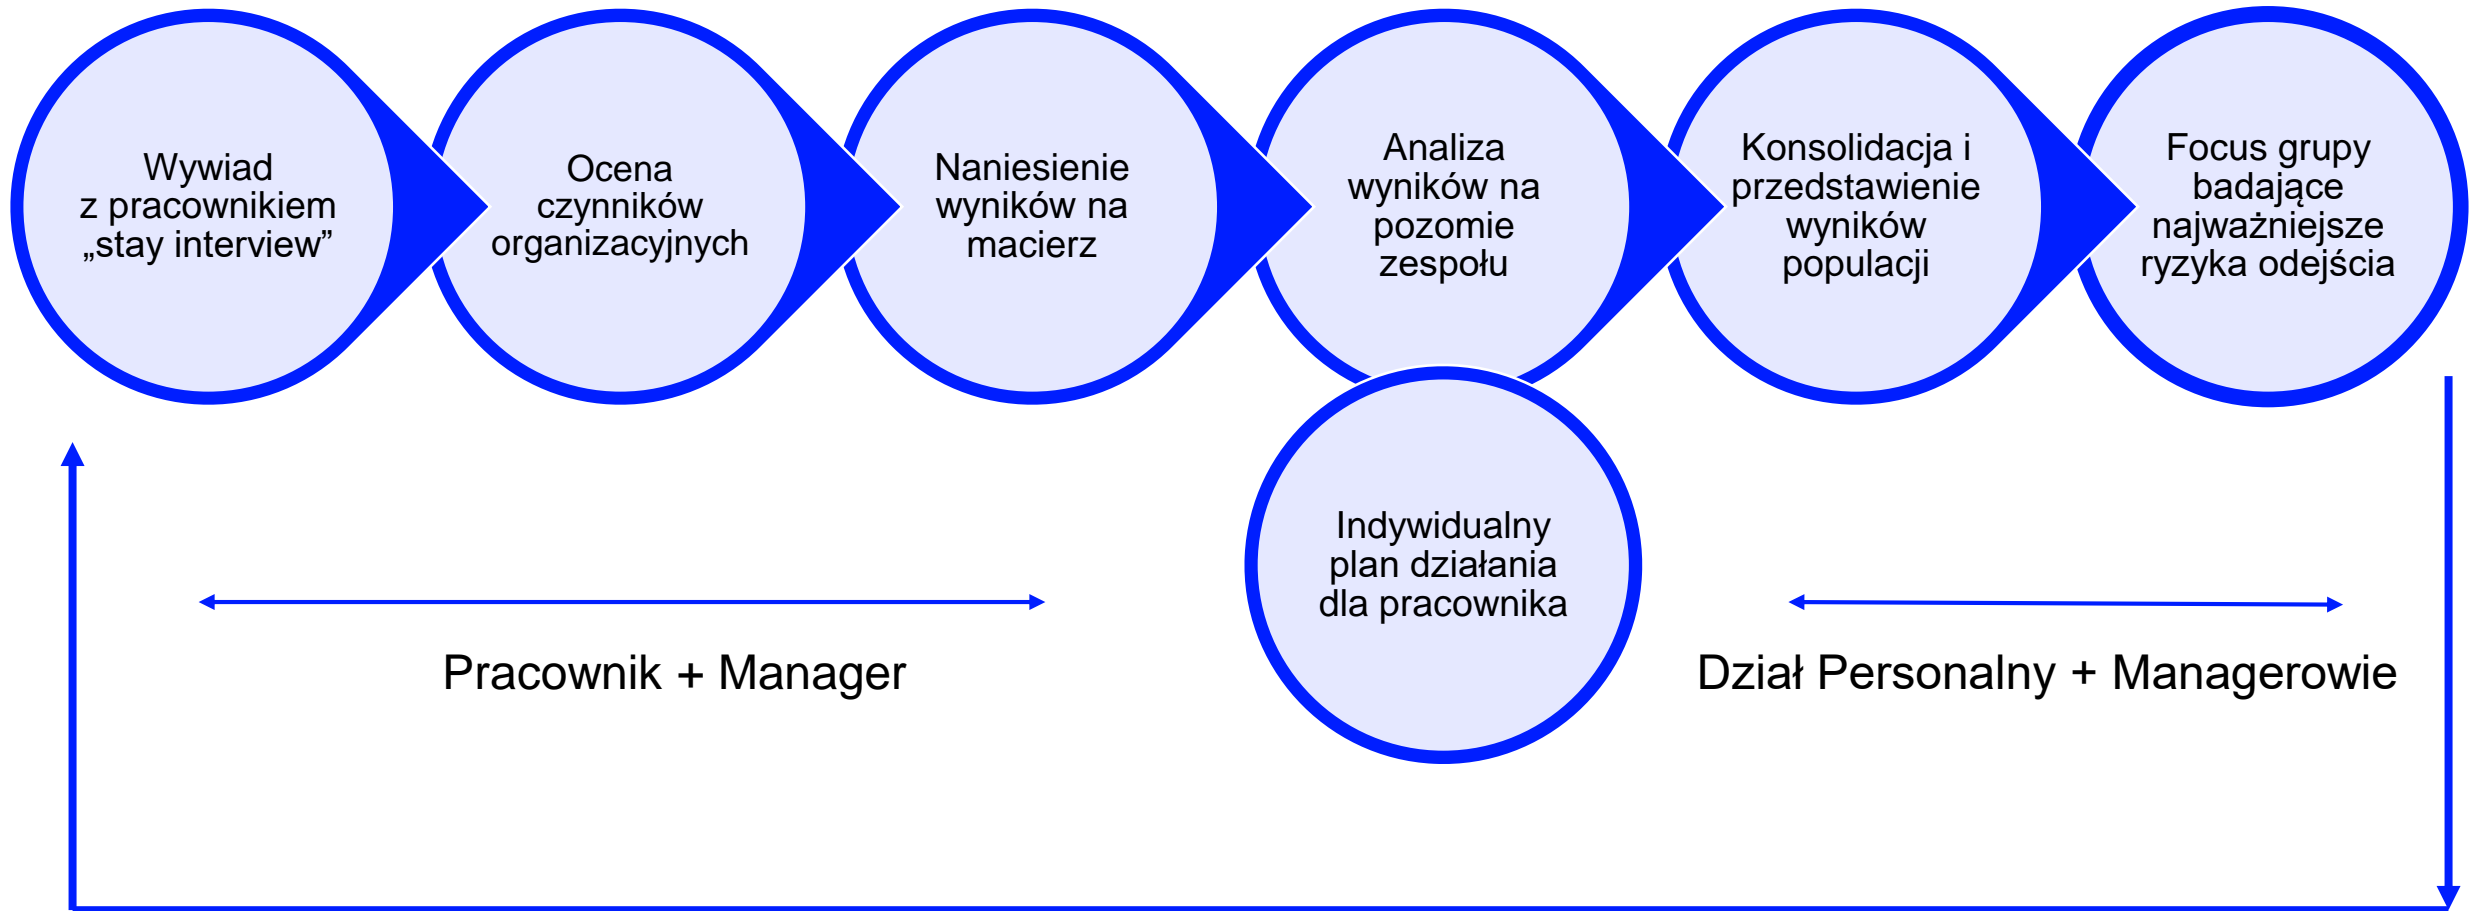 Wywiad
z pracownikiem
„stay interview”
Ocena
czynników
organizacyjnych
Naniesienie
wyników na
macierz
Analiza
wyników na
pozomie
zespołu
Konsolidacja i
przedstawienie
wyników
populacji
Focus grupy
badające
najważniejsze
ryzyka odejścia
Indywidualny
plan działania
dla pracownika
Pracownik + Manager
Dział Personalny + Managerowie